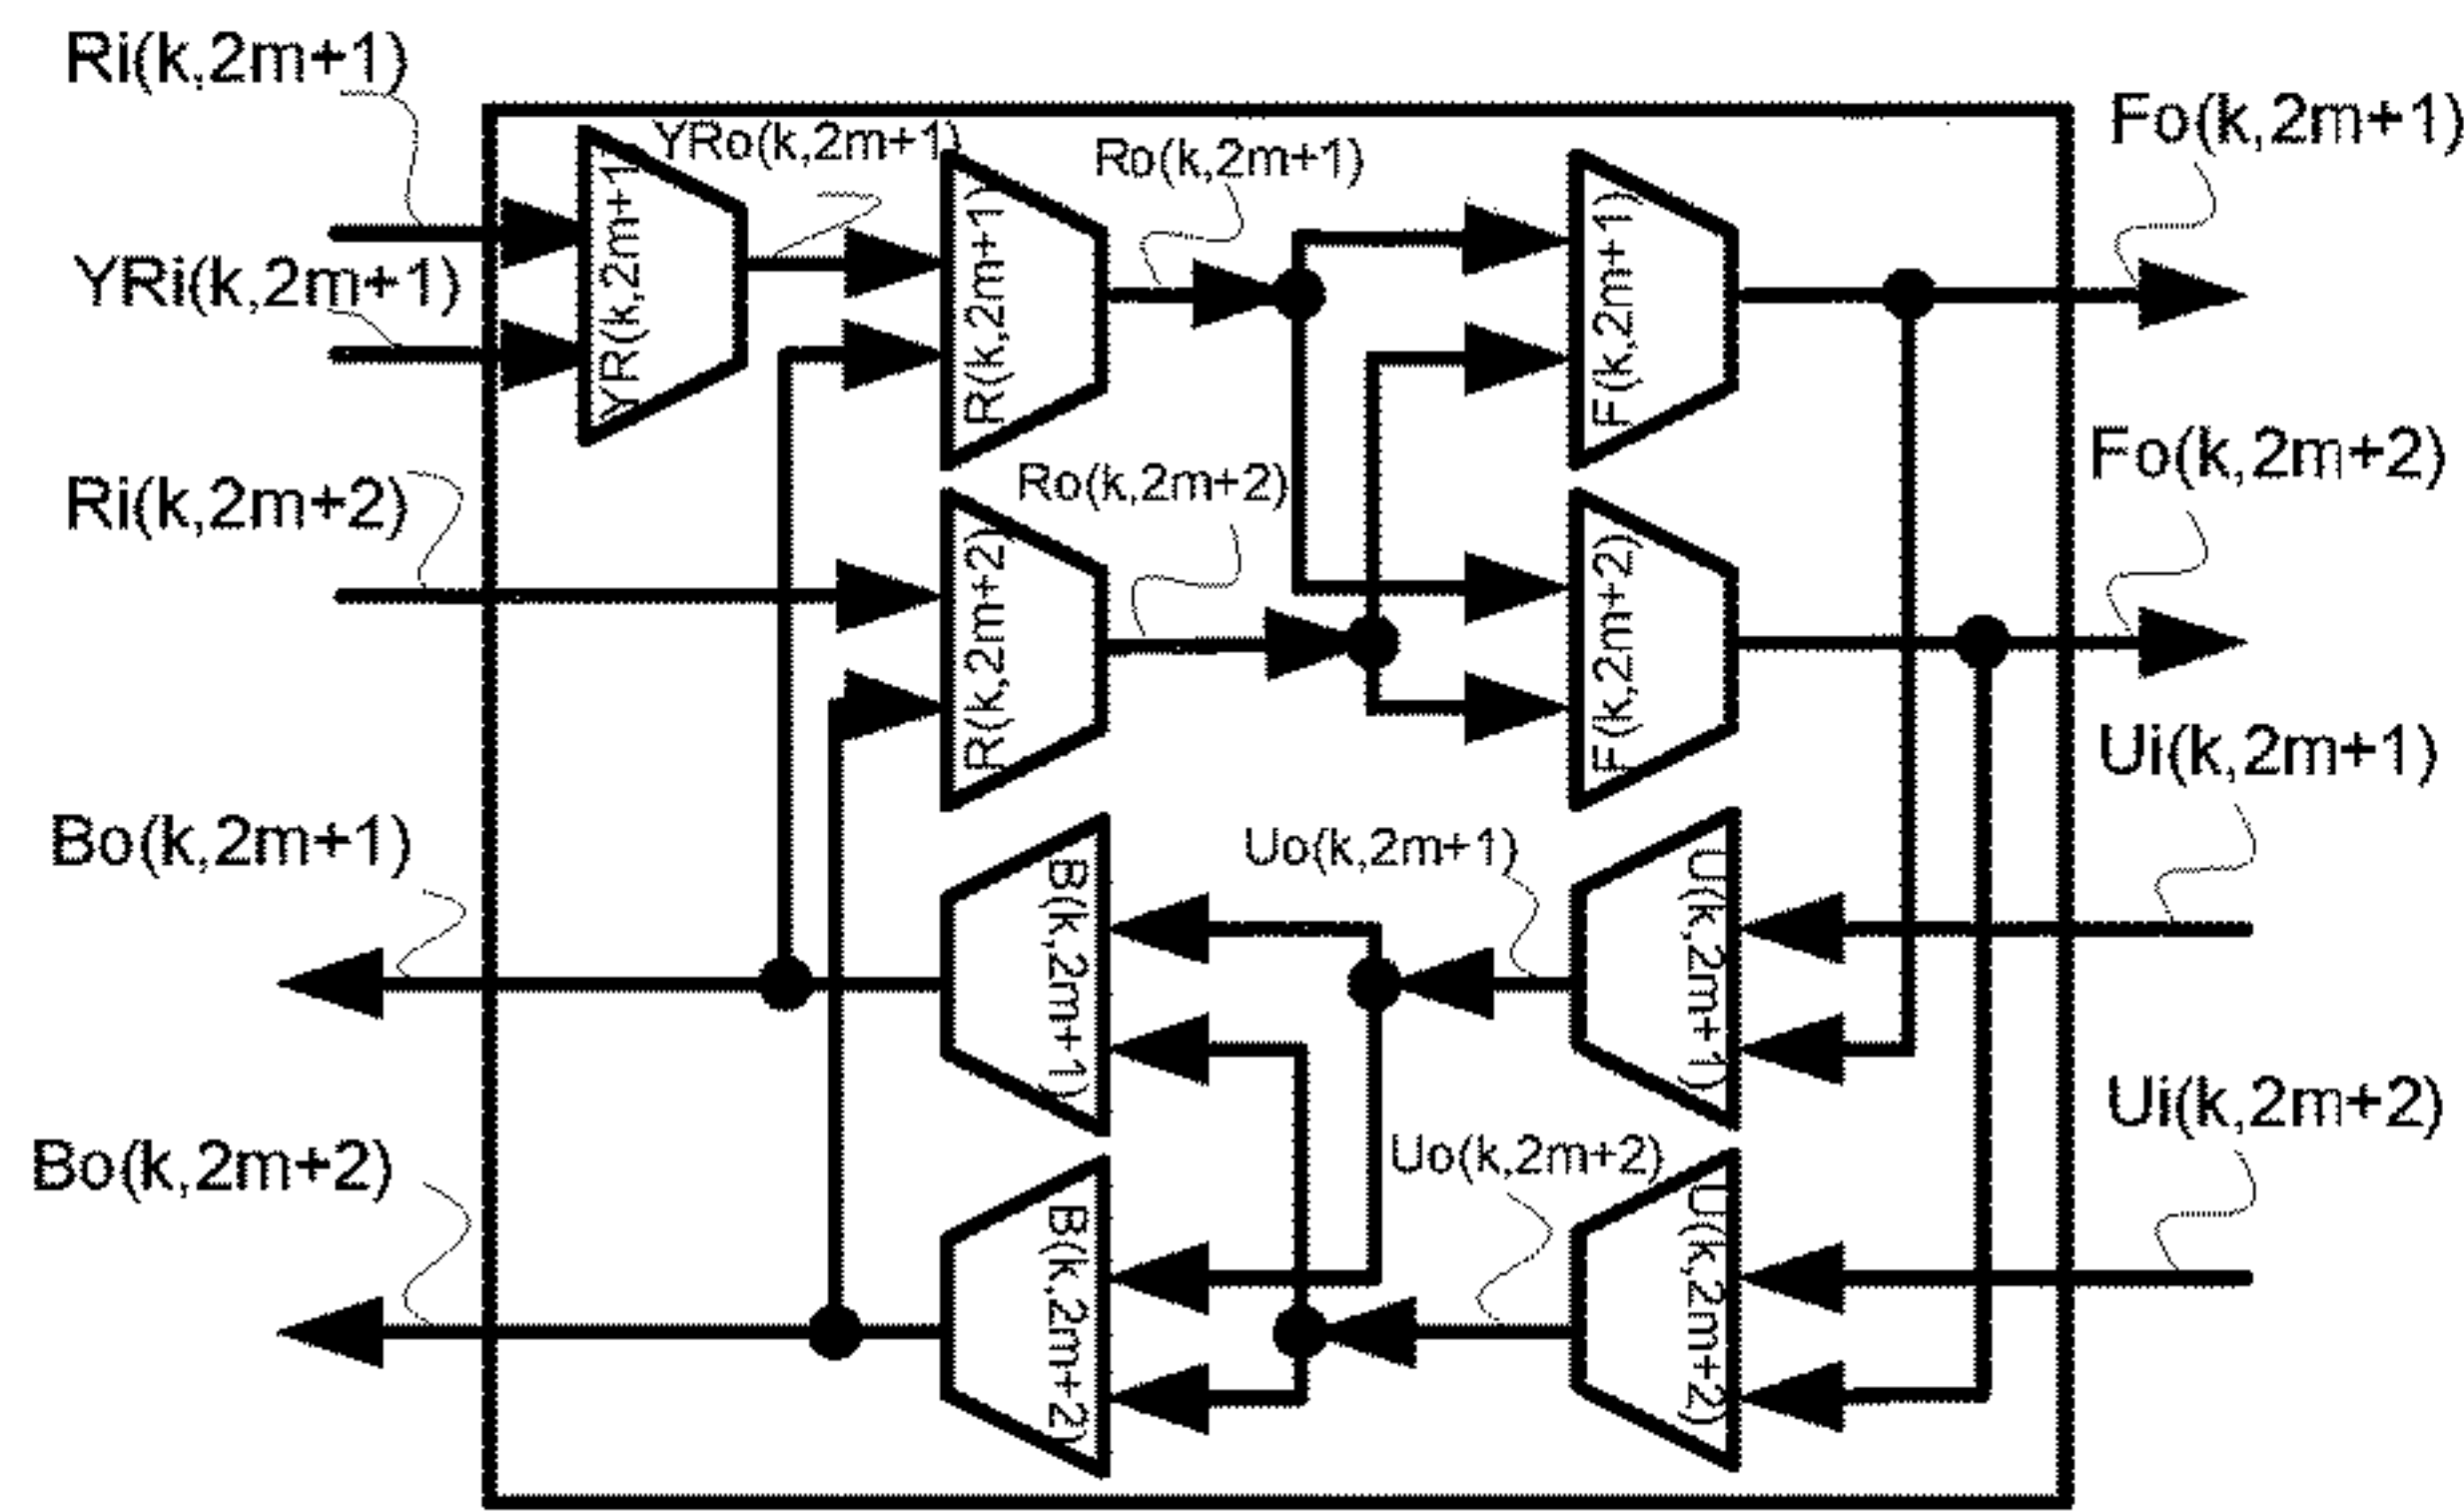 Ri(k,2m+1)
YRi(k,2m+1)
Ri(k,2m+2)
Bo(k,2m+1)
Bo(k,2m+2)
YR(k,2m+1
YRo(k,2m+1)
R(k,2m+1)
Ro(k,2m+1)
F(k,2m+1)
R(k,2m+2)
Ro(k,2m+2)
F(k,2m+2)
B(k,2m+1)
Uo(k,2m+1)
U(k,2m+1)
B(k,2m+2)
Uo(k,2m+2)
U(k,2m+2)
Fo(k,2m+1)
Fo(k,2m+2)
Ui(k,2m+1)
Ui(k,2m+2)